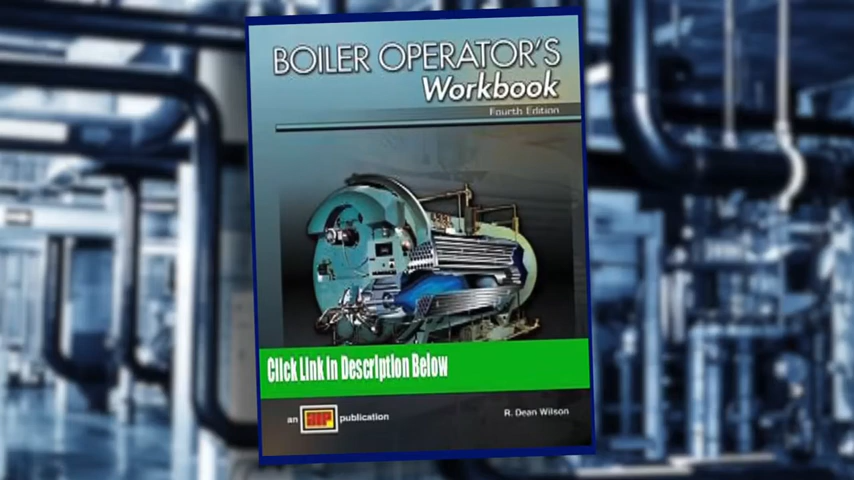 BOILER OPERATOR'S
Workbook
Fourth Edition
Click Link in Description Below
an ATP publication
R. Dean Wilson